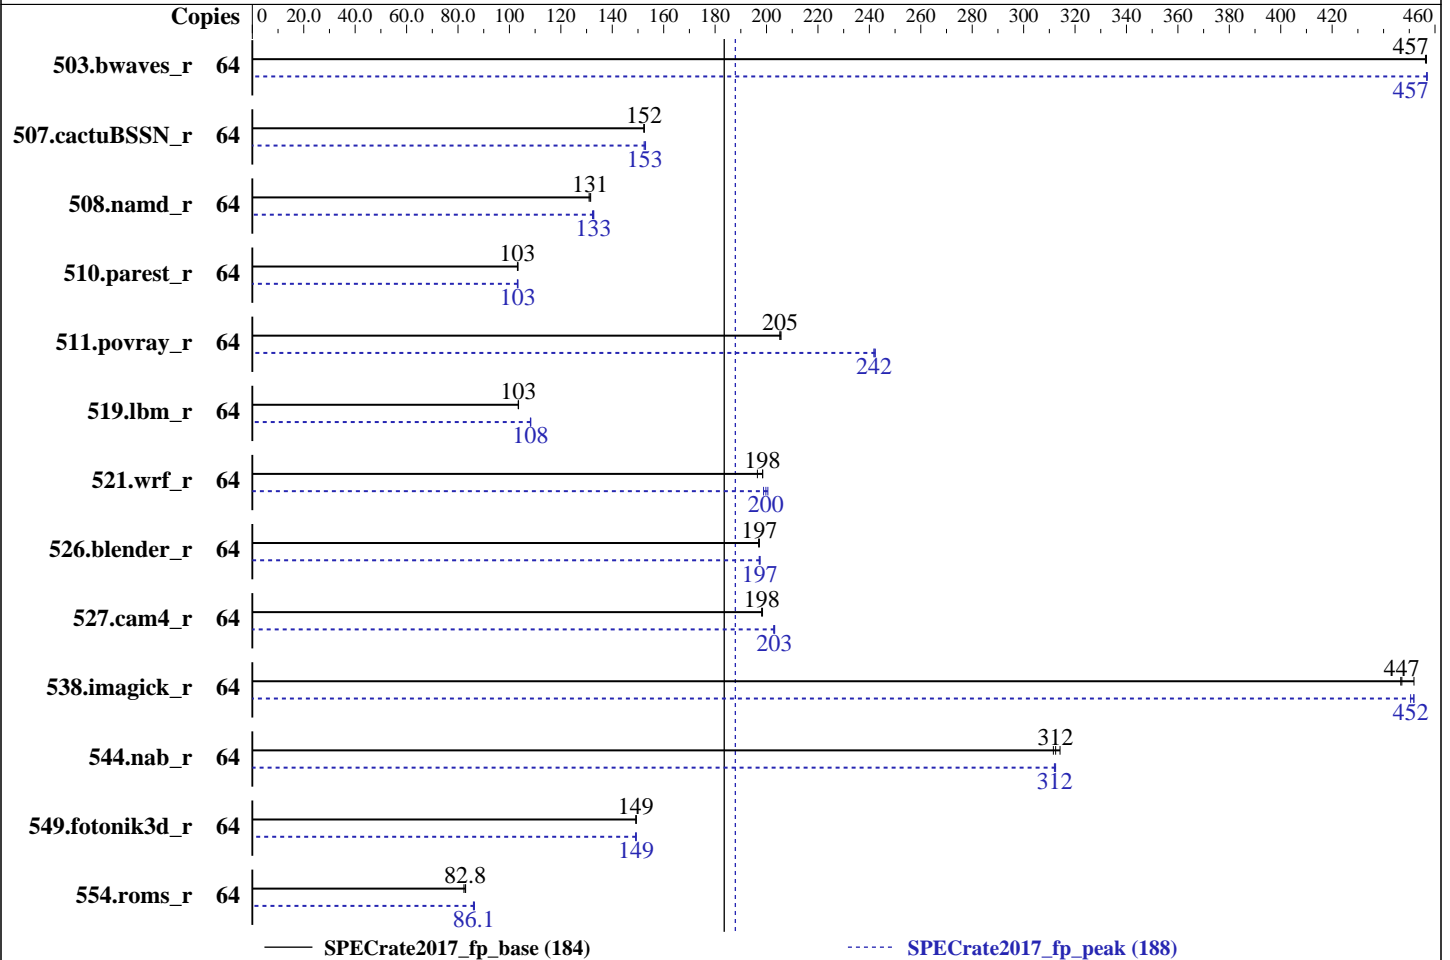 Copies 0 20.0 40.0 60.0 80.0 100 120 140 160 180 200 220 240 260 280 300 320 340 360 380 400 420 460
457
503.bwaves_r 64
457
152
507.cactuBSSN_r 64
153
131
508.namd_r 64
133
103
510.parest_r 64
103
205
511.povray_r 64
242
103
519.lbm_r 64
108
198
521.wrf_r 64
200
197
526.blender_r 64
197
198
527.cam4_r 64
203
447
538.imagick_r 64
452
312
544.nab_r 64
312
149
549.fotonik3d_r 64
149
82.8
554.roms_r 64
86.1
SPECrate2017_fp_base (184) SPECrate2017_fp_peak (188)